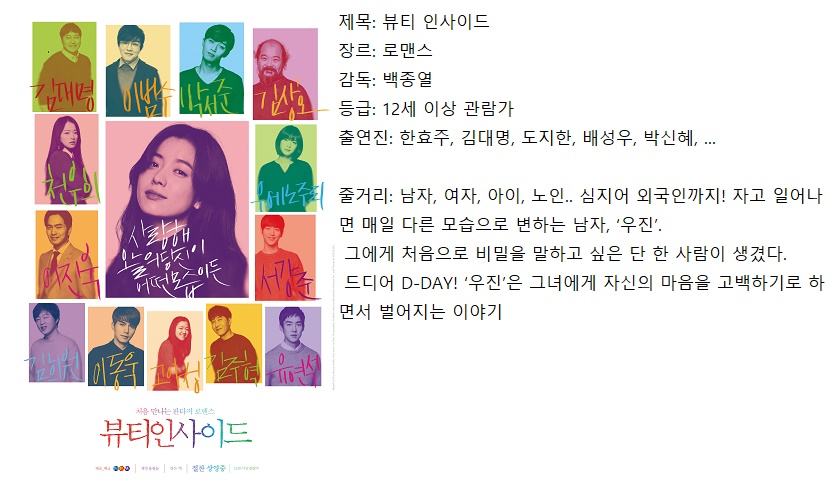 김대명
이범수
박서준
김상호
천우희
우에노주리
이진욱
사랑해
오늘의 당신이
어떤 모습이든
서강준
김희원
이동욱
고아성
김주혁
유연석
처음 만나는 판타지 로맨스
뷰티인사이드
절찬 상영중
제목: 뷰티 인사이드
장르: 로맨스
감독: 백종열
등급: 12세 이상 관람가
출연진: 한효주, 김대명, 도지한, 배성우, 박신혜, ...
줄거리: 남자, 여자, 아이, 노인.. 심지어 외국인까지! 자고 일어나
면 매일 다른 모습으로 변하는 남자, ‘우진’.
그에게 처음으로 비밀을 말하고 싶은 단 한 사람이 생겼다.
드디어 D-DAY! ‘우진’은 그녀에게 자신의 마음을 고백하기로 하
면서 벌어지는 이야기